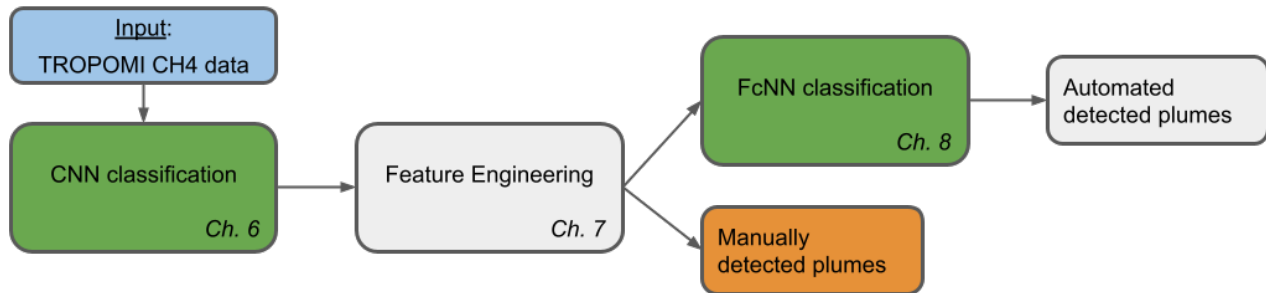 Input:
TROPOMI CH4 data
CNN classification
Ch. 6
Feature Engineering
Ch. 7
FcNN classification
Ch. 8
Automated
detected plumes
Manually
detected plumes